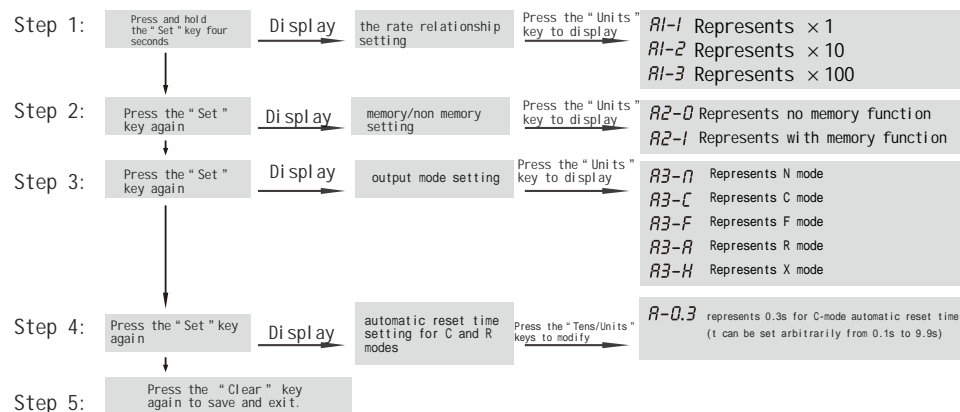 Step 1:
Press and hold
the "Set" key four
seconds
Display
the rate relationship
setting
Press the "Units"
key to display
A1-1 Represents × 1
A1-2 Represents × 10
A1-3 Represents × 100
Step 2:
Press the "Set"
key again
Display
memory/non memory
setting
Press the "Units"
key to display
A2-0 Represents no memory function
A2-1 Represents with memory function
Step 3:
Press the "Set"
key again
Display
output mode setting
Press the "Units"
key to display
A3-n Represents N mode
A3-C Represents C mode
A3-F Represents F mode
A3-A Represents R mode
A3-H Represents X mode
Step 4:
Press the "Set" key
again
Display
automatic reset time
setting for C and R
modes
Press the "Tens/Units"
keys to modify
A-0.3 represents 0.3s for C-mode automatic reset time
(t can be set arbitrarily from 0.1s to 9.9s)
Step 5:
Press the "Clear" key
again to save and exit.